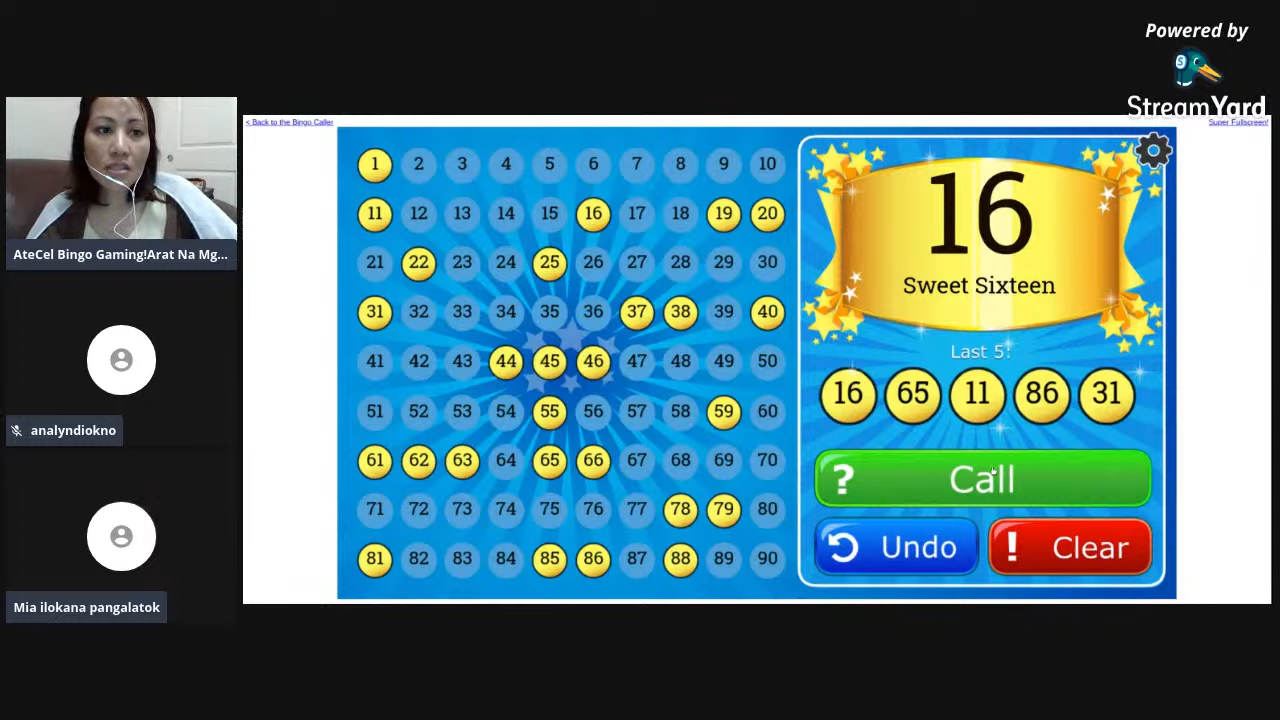 Powered by
StreamYard
< Back to the Bingo Caller
Super Fullscreen!
1 2 3 4 5 6 7 8 9 10
11 12 13 14 15 16 17 18 19 20
21 22 23 24 25 26 27 28 29 30
31 32 33 34 35 36 37 38 39 40
41 42 43 44 45 46 47 48 49 50
51 52 53 54 55 56 57 58 59 60
61 62 63 64 65 66 67 68 69 70
71 72 73 74 75 76 77 78 79 80
81 82 83 84 85 86 87 88 89 90
16
Sweet Sixteen
Last 5:
16 65 11 86 31
? Call
Undo
! Clear
AteCel Bingo Gaming!Arat Na Mg...
analyndiokno
Mia ilokana pangalatok